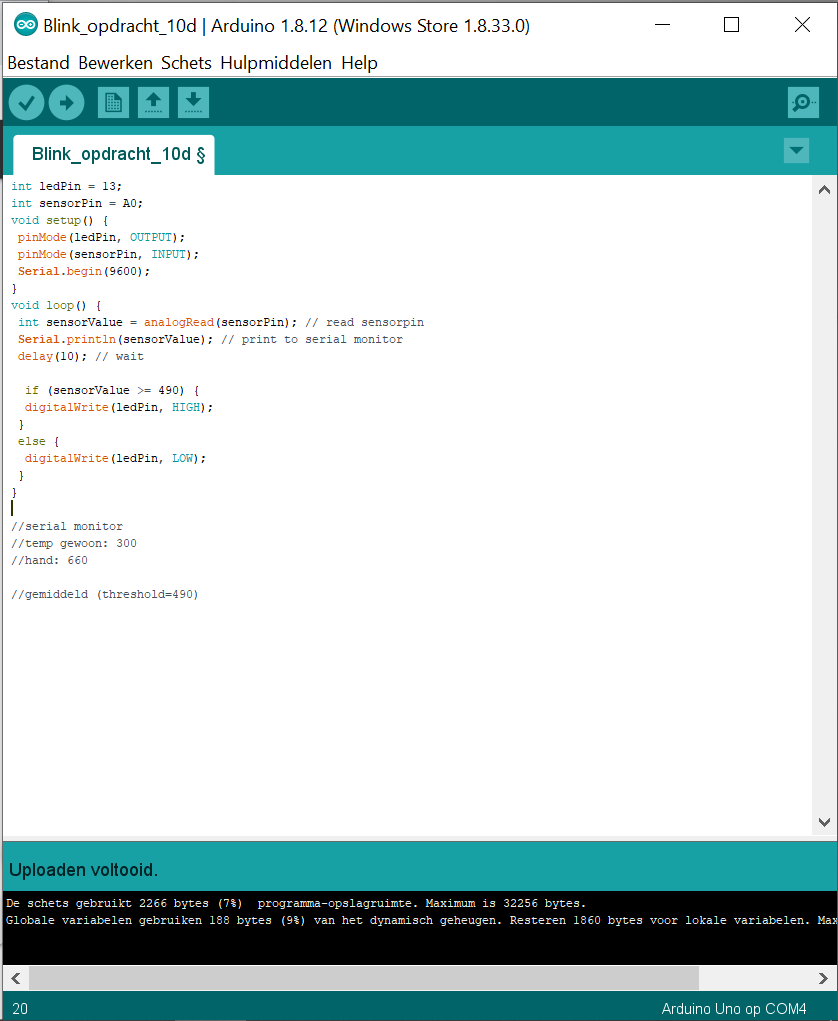 Blink_opdracht_10d | Arduino 1.8.12 (Windows Store 1.8.33.0)
Bestand Bewerken Schets Hulpmiddelen Help
Blink_opdracht_10d §
int ledPin = 13;
int sensorPin = A0;
void setup() {
 pinMode(ledPin, OUTPUT);
 pinMode(sensorPin, INPUT);
 Serial.begin(9600);
}
void loop() {
 int sensorValue = analogRead(sensorPin); // read sensorpin
 Serial.println(sensorValue); // print to serial monitor
 delay(10); // wait
  if (sensorValue >= 490) {
  digitalWrite(ledPin, HIGH);
 }
 else {
  digitalWrite(ledPin, LOW);
 }
}
//serial monitor
//temp gewoon: 300
//hand: 660
//gemiddeld (threshold=490)
Uploaden voltooid.
De schets gebruikt 2266 bytes (7%)  programma-opslagruimte. Maximum is 32256 bytes.
Globale variabelen gebruiken 188 bytes (9%) van het dynamisch geheugen. Resteren 1860 bytes voor lokale variabelen. Max
20
Arduino Uno op COM4